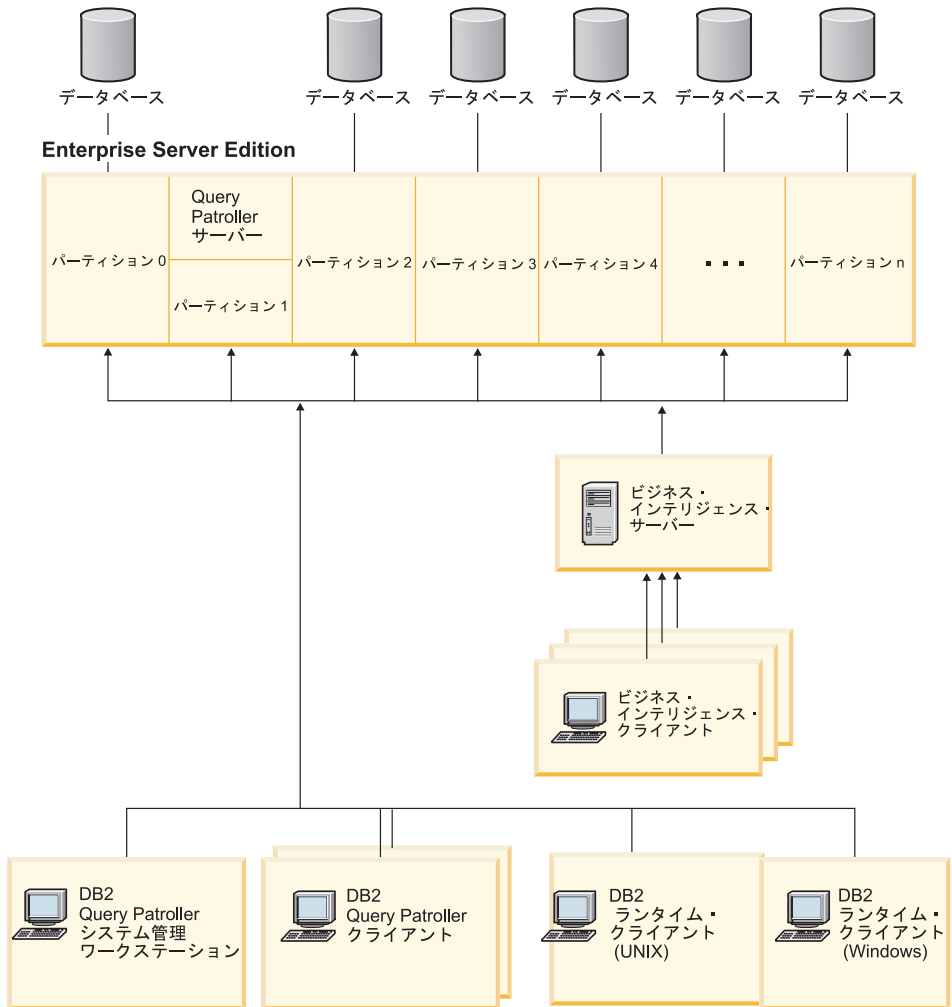 データベース
データベース
データベース
データベース
データベース
データベース
Enterprise Server Edition
パーティション 0
Query
Patroller
サーバー
パーティション 1
パーティション 2
パーティション 3
パーティション 4
・・・
パーティション n
ビジネス・
インテリジェンス・
サーバー
ビジネス・
インテリジェンス・
クライアント
DB2
Query Patroller
システム管理
ワークステーション
DB2
Query Patroller
クライアント
DB2
ランタイム・
クライアント
(UNIX)
DB2
ランタイム・
クライアント
(Windows)